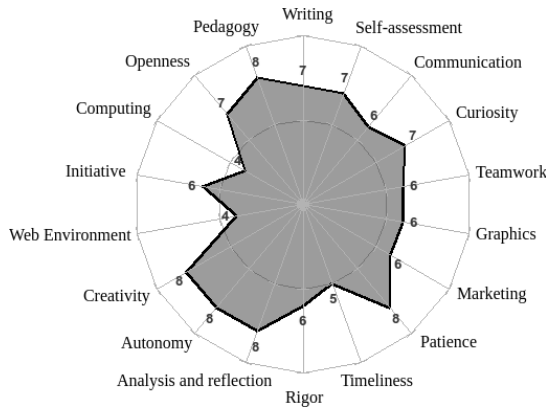 Writing
Pedagogy
Self-assessment
Openness
Communication
Computing
Curiosity
Initiative
Teamwork
Web Environment
Graphics
Creativity
Marketing
Autonomy
Patience
Analysis and reflection
Timeliness
Rigor
7
7
6
7
6
6
6
8
5
6
8
8
8
4
6
4
7
8